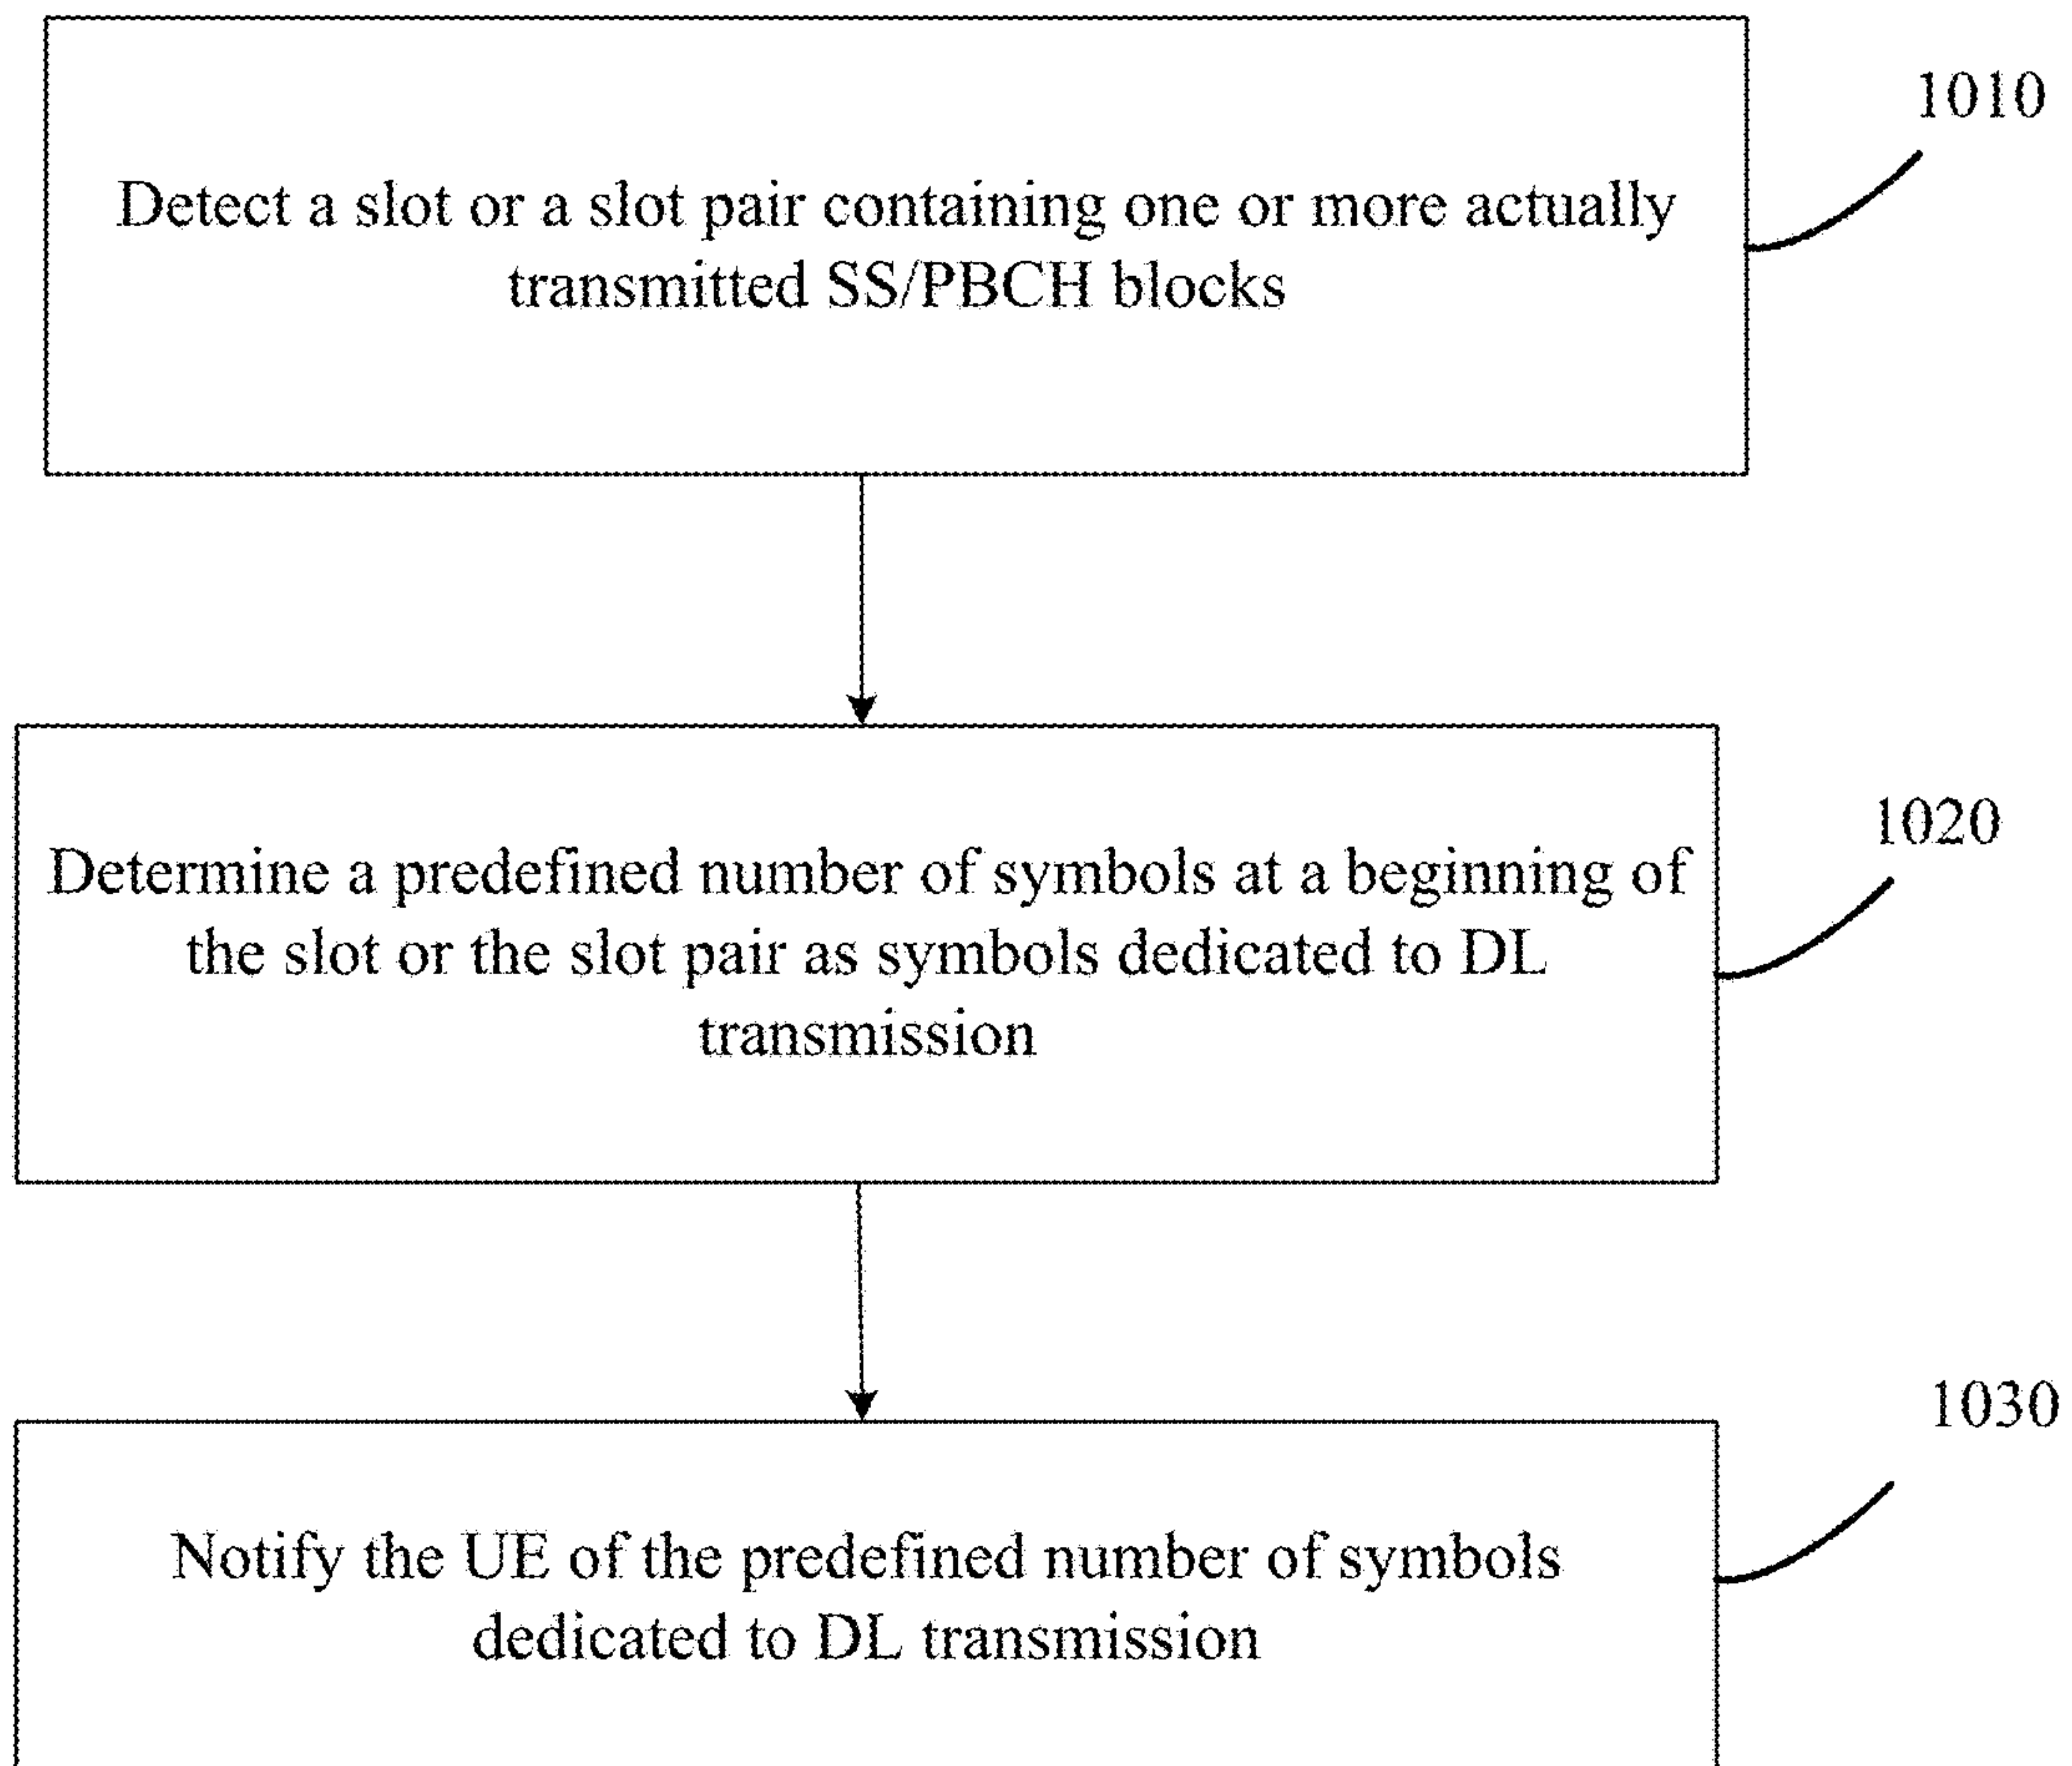 1010
Detect a slot or a slot pair containing one or more actually
transmitted SS/PBCH blocks
1020
Determine a predefined number of symbols at a beginning of
the slot or the slot pair as symbols dedicated to DL
transmission
1030
Notify the UE of the predefined number of symbols
dedicated to DL transmission